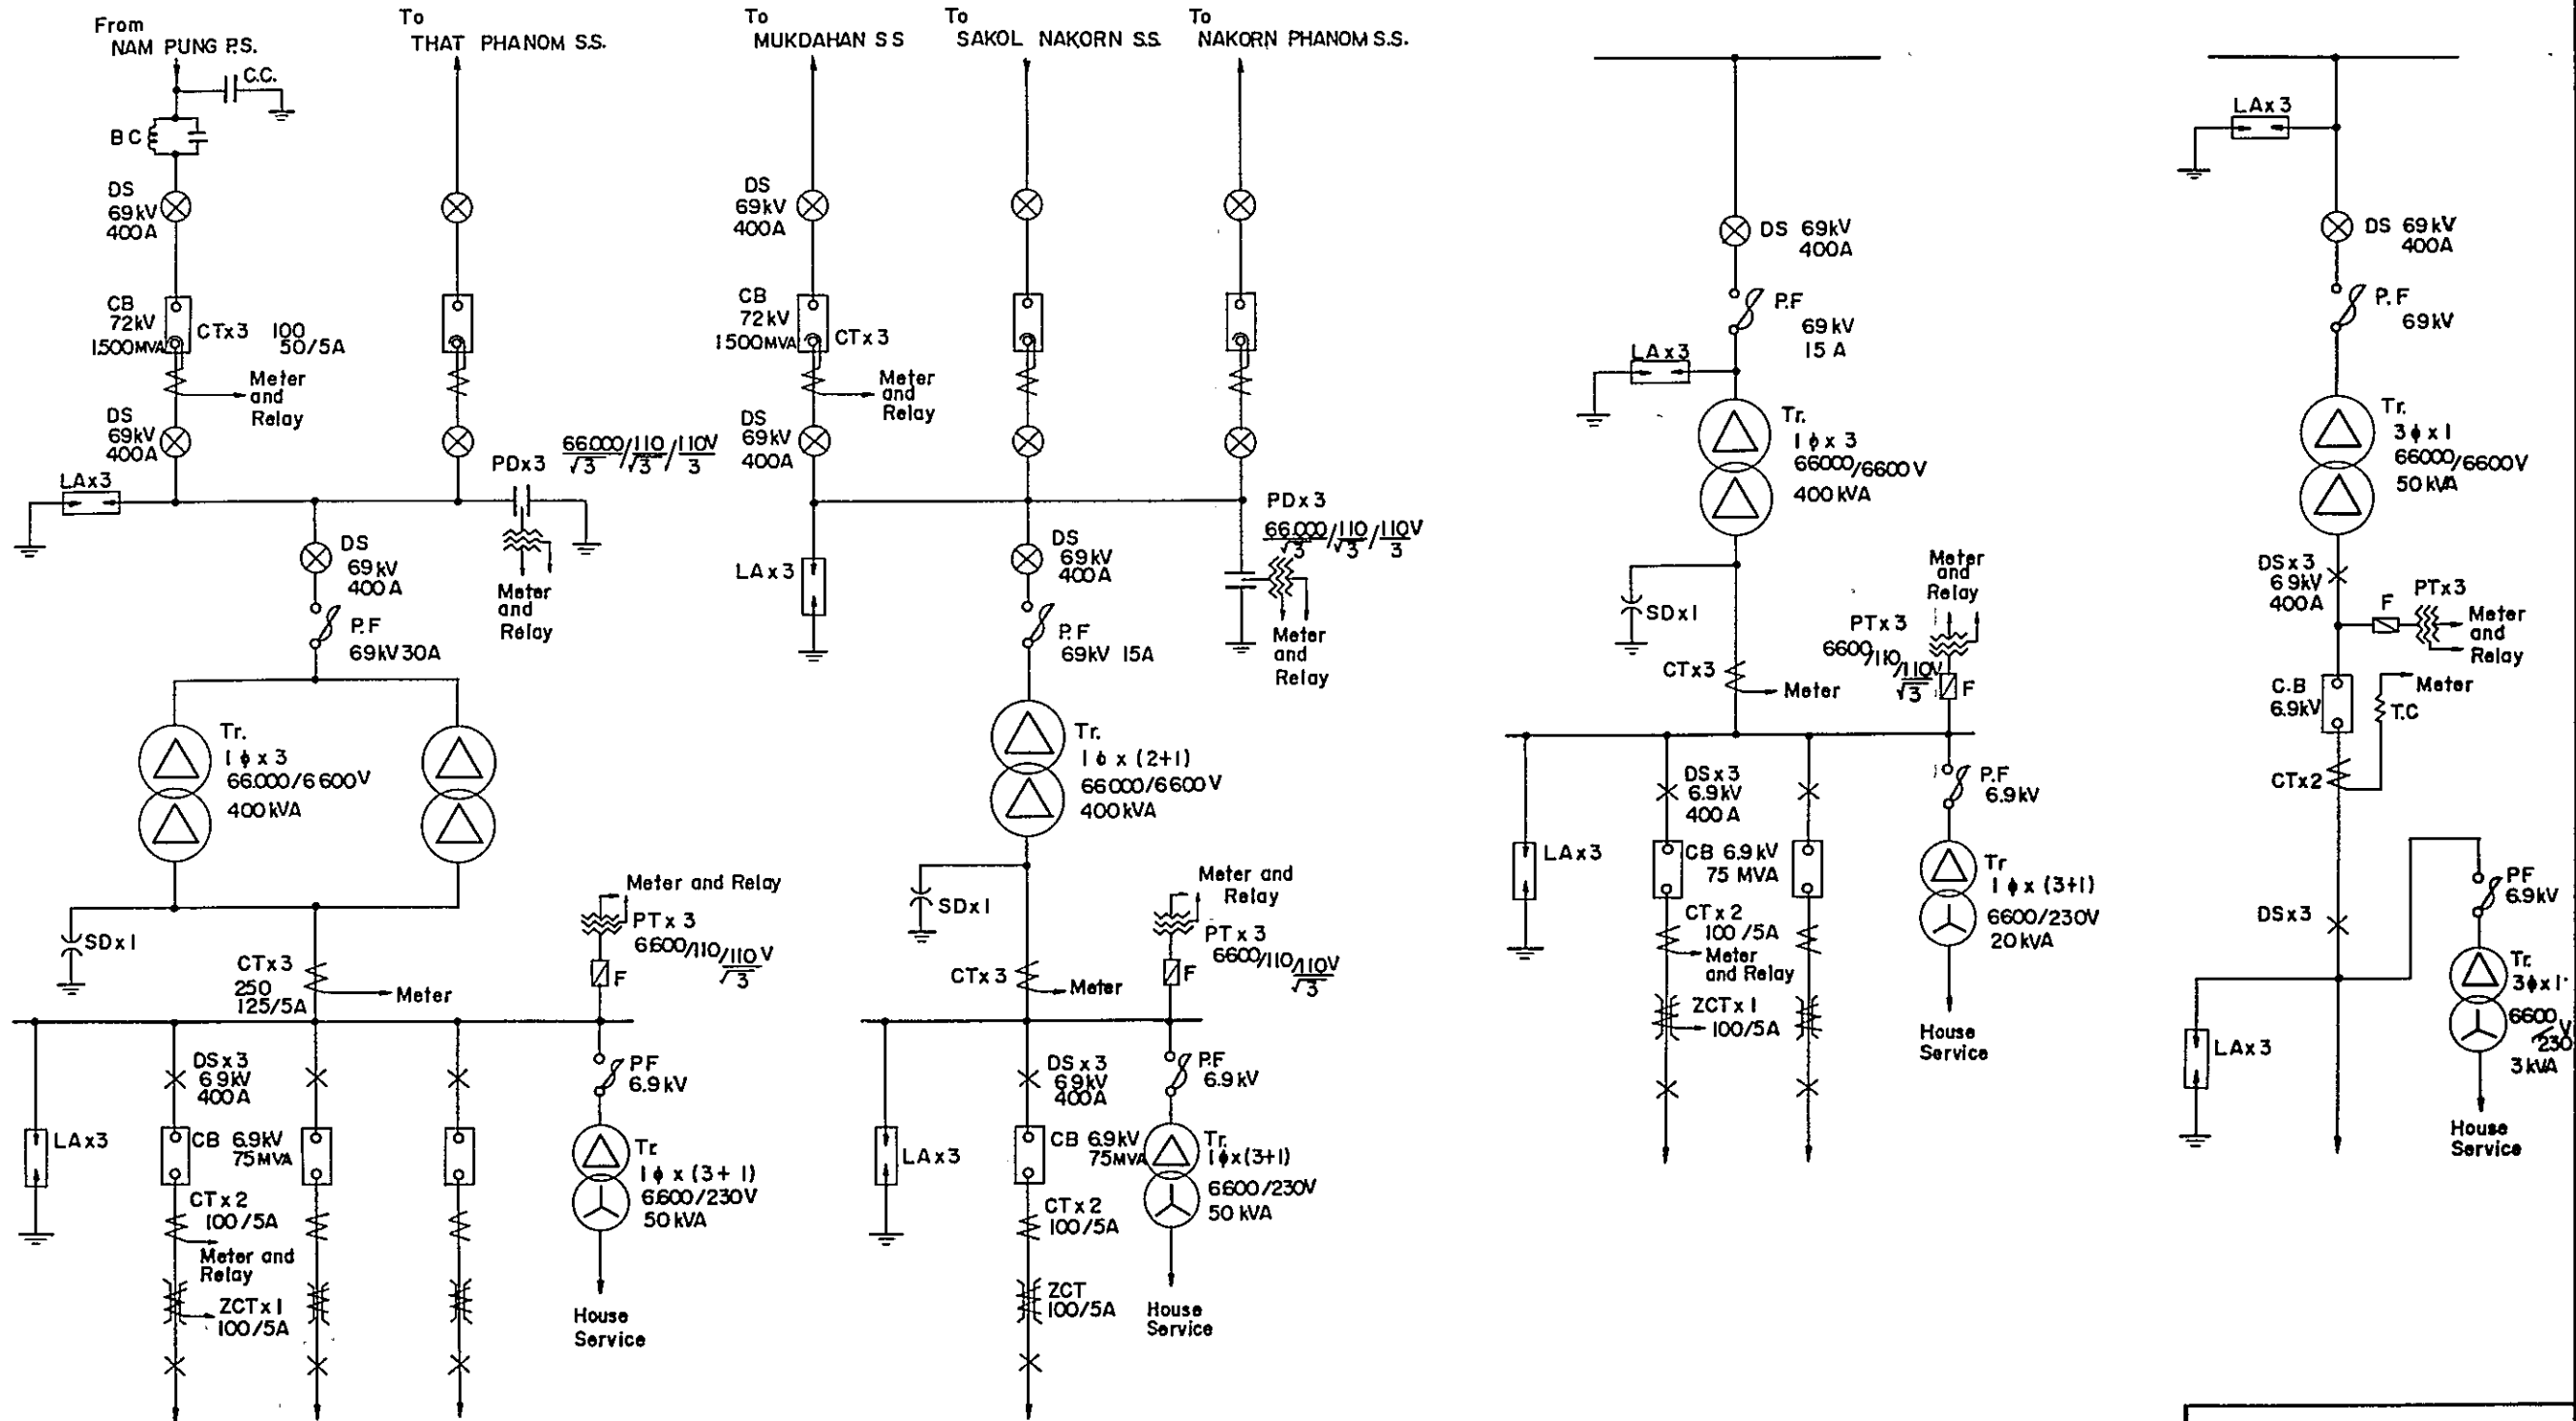 From
NAM PUNG P.S.
C.C.
BC
DS
69kV
400A
CB
72kV
1500MVA
CTx3
100
50/5A
Meter
and
Relay
DS
69kV
400A
LAx3
To
THAT PHANOM S.S.
PDx3
66.000/√3/110/√3/110V/3
Meter
and
Relay
DS
69kV
400A
P.F
69kV30A
Tr.
1φx3
66.000/6600V
400kVA
SDx1
CTx3
250
125/5A
Meter
Meter and Relay
PTx3
6.600/110/110V/√3
F
LAx3
DSx3
6.9kV
400A
CB 6.9kV
75MVA
CTx2
100/5A
Meter and
Relay
ZCTx1
100/5A
PF
6.9kV
Tr.
1φx(3+1)
6.600/230V
50kVA
House
Service
To
MUKDAHAN S S
To
SAKOL NAKORN S.S.
To
NAKORN PHANOM S.S.
DS
69kV
400A
CB
72kV
1500MVA
CTx3
Meter
and
Relay
DS
69kV
400A
LAx3
PDx3
66.000/√3/110/√3/110V/3
Meter
and
Relay
DS
69kV
400A
P.F
69kV 15A
Tr.
1φx(2+1)
66000/6600V
400kVA
SDx1
CTx3
Meter
Meter and
Relay
PTx3
6600/110/110V/√3
F
LAx3
DSx3
6.9kV
400A
CB 6.9kV
75MVA
CTx2
100/5A
ZCT
100/5A
P.F
6.9kV
Tr.
1φx(3+1)
6600/230V
50kVA
House
Service
DS 69kV
400A
P.F
69kV
15A
LAx3
Tr.
1φx3
66000/6600V
400kVA
SDx1
CTx3
Meter
Meter
and
Relay
PTx3
6600/110/110V/√3
F
LAx3
DSx3
6.9kV
400A
CB 6.9kV
75MVA
CTx2
100/5A
Meter
and Relay
ZCTx1
100/5A
P.F
6.9kV
Tr
1φx(3+1)
6600/230V
20kVA
House
Service
LAx3
DS 69kV
400A
P.F
69kV
Tr.
3φx1
66000/6600V
50kVA
DSx3
6.9kV
400A
F
PTx3
Meter
and
Relay
C.B
6.9kV
Meter
T.C
CTx2
DSx3
LAx3
PF
6.9kV
Tr.
3φx1
6600/230V
3kVA
House
Service